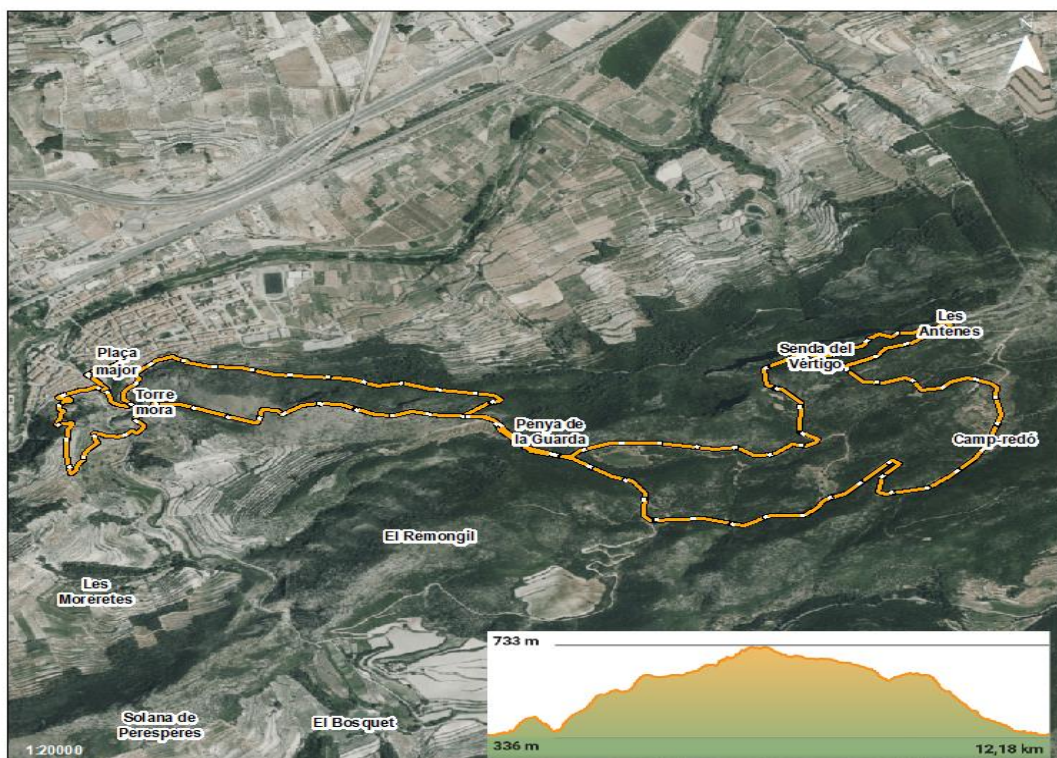 Z
Les
Antenes
Senda del
Vértigo
Plaça
major
Torre
mora
Penya de
la Guarda
Camp-redó
El Remongil
Les
Moreretes
Solana de
Peresperes
El Bosquet
733 m
336 m
12,18 km
1:20000